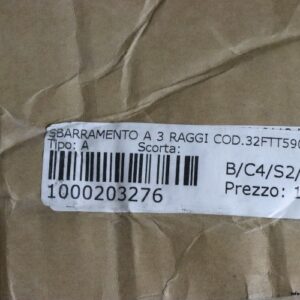 SBARRAMENTO A 3 RAGGI COD.32FTT590
Tipo: A Scorta:
B/C4/S2/
1000203276
Prezzo: 1